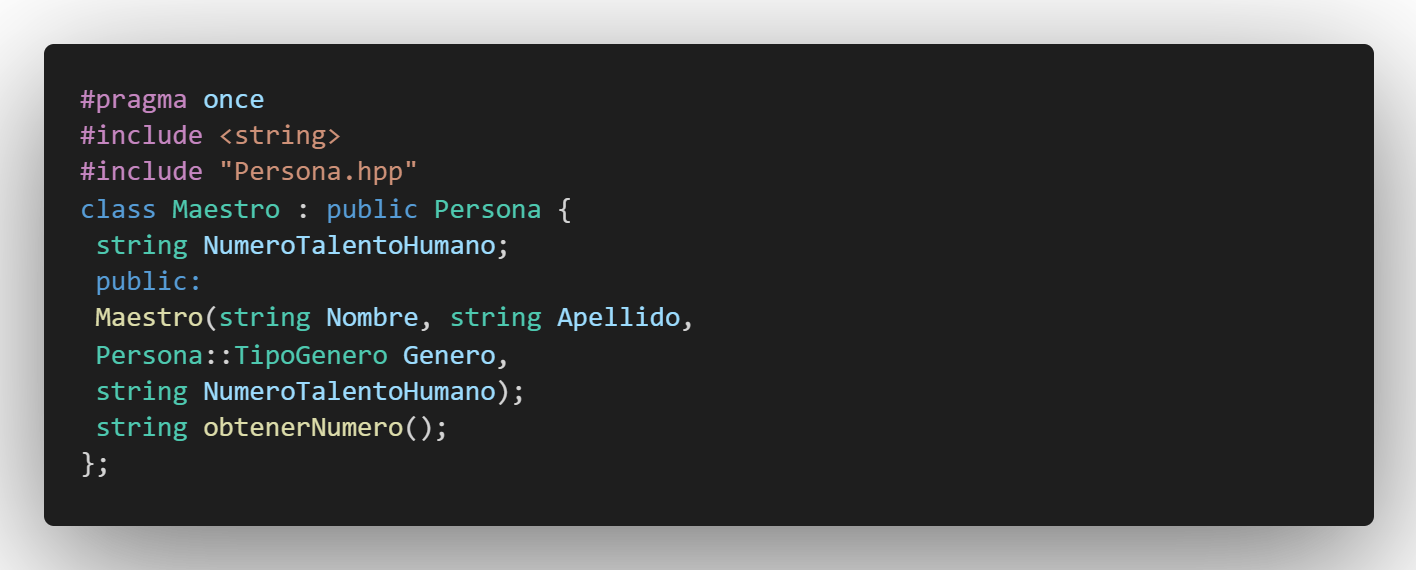 #pragma once
#include <string>
#include "Persona.hpp"
class Maestro : public Persona {
 string NumeroTalentoHumano;
 public:
 Maestro(string Nombre, string Apellido,
 Persona::TipoGenero Genero,
 string NumeroTalentoHumano);
 string obtenerNumero();
};